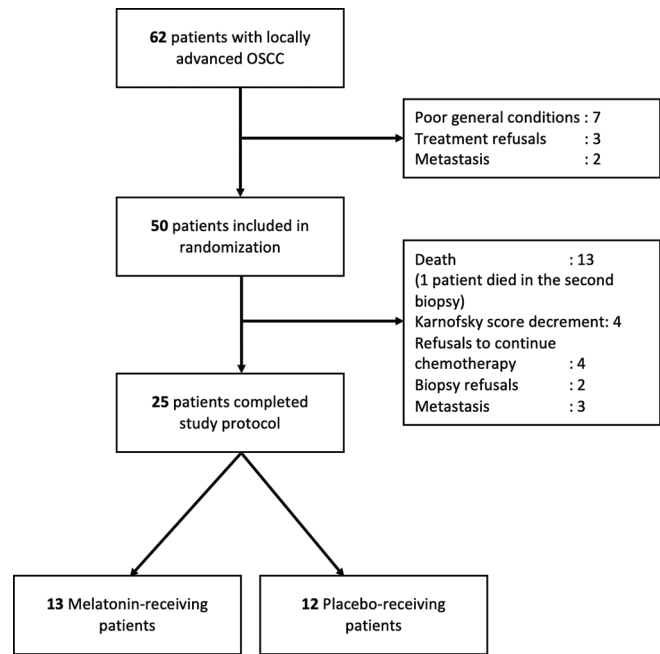 62 patients with locally
advanced OSCC
Poor general conditions : 7
Treatment refusals : 3
Metastasis : 2
50 patients included in
randomization
Death : 13
(1 patient died in the second
biopsy)
Karnofsky score decrement: 4
Refusals to continue
chemotherapy : 4
Biopsy refusals : 2
Metastasis : 3
25 patients completed
study protocol
13 Melatonin-receiving
patients
12 Placebo-receiving
patients